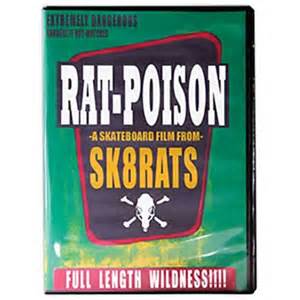 EXTREMELY DANGEROUS
RAT-POISON
-A SKATEBOARD FILM FROM-
SK8RATS
FULL LENGTH WILDNESS!!!!